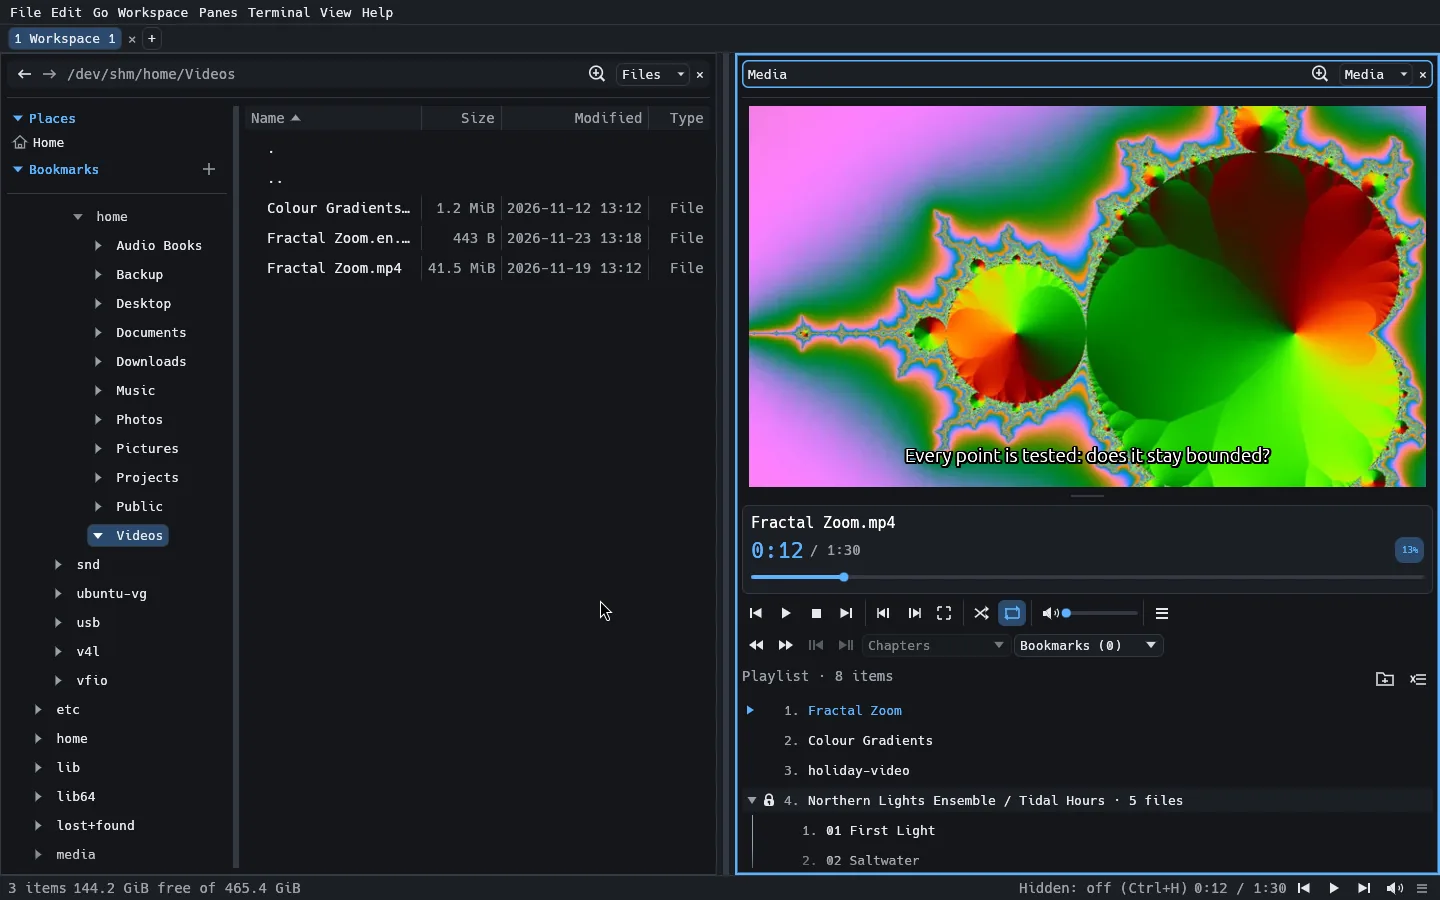 File Edit Go Workspace Panes Terminal View Help
1 Workspace 1 × +
/dev/shm/home/Videos Files ×
Places
Home
Bookmarks +
home
Audio Books
Backup
Desktop
Documents
Downloads
Music
Photos
Pictures
Projects
Public
Videos
snd
ubuntu-vg
usb
v4l
vfio
etc
home
lib
lib64
lost+found
media
Name Size Modified Type
.
..
Colour Gradients… 1.2 MiB 2026-11-12 13:12 File
Fractal Zoom.en.… 443 B 2026-11-23 13:18 File
Fractal Zoom.mp4 41.5 MiB 2026-11-19 13:12 File
Media Media ×
Every point is tested: does it stay bounded?
Fractal Zoom.mp4
0:12 / 1:30 13%
Chapters Bookmarks (0)
Playlist · 8 items
1. Fractal Zoom
2. Colour Gradients
3. holiday-video
4. Northern Lights Ensemble / Tidal Hours · 5 files
1. 01 First Light
2. 02 Saltwater
3 items 144.2 GiB free of 465.4 GiB Hidden: off (Ctrl+H) 0:12 / 1:30